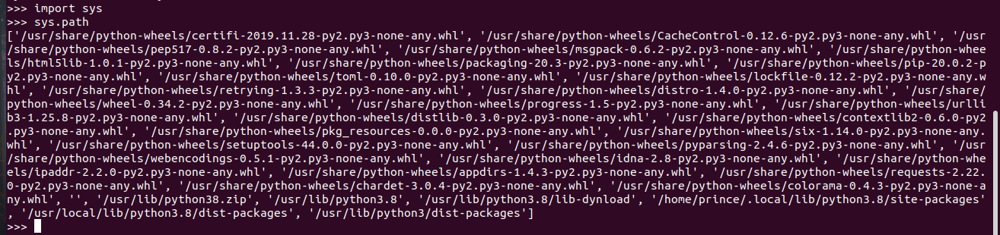 >>> import sys
>>> sys.path
['/usr/share/python-wheels/certifi-2019.11.28-py2.py3-none-any.whl', '/usr/share/python-wheels/CacheControl-0.12.6-py2.py3-none-any.whl', '/usr
/share/python-wheels/pep517-0.8.2-py2.py3-none-any.whl', '/usr/share/python-wheels/msgpack-0.6.2-py2.py3-none-any.whl', '/usr/share/python-whee
ls/html5lib-1.0.1-py2.py3-none-any.whl', '/usr/share/python-wheels/packaging-20.3-py2.py3-none-any.whl', '/usr/share/python-wheels/pip-20.0.2-p
y2.py3-none-any.whl', '/usr/share/python-wheels/toml-0.10.0-py2.py3-none-any.whl', '/usr/share/python-wheels/lockfile-0.12.2-py2.py3-none-any.w
hl', '/usr/share/python-wheels/retrying-1.3.3-py2.py3-none-any.whl', '/usr/share/python-wheels/distro-1.4.0-py2.py3-none-any.whl', '/usr/share/
python-wheels/wheel-0.34.2-py2.py3-none-any.whl', '/usr/share/python-wheels/progress-1.5-py2.py3-none-any.whl', '/usr/share/python-wheels/urlli
b3-1.25.8-py2.py3-none-any.whl', '/usr/share/python-wheels/distlib-0.3.0-py2.py3-none-any.whl', '/usr/share/python-wheels/contextlib2-0.6.0-py2
.py3-none-any.whl', '/usr/share/python-wheels/pkg_resources-0.0.0-py2.py3-none-any.whl', '/usr/share/python-wheels/six-1.14.0-py2.py3-none-any.
whl', '/usr/share/python-wheels/setuptools-44.0.0-py2.py3-none-any.whl', '/usr/share/python-wheels/pyparsing-2.4.6-py2.py3-none-any.whl', '/usr
/share/python-wheels/webencodings-0.5.1-py2.py3-none-any.whl', '/usr/share/python-wheels/idna-2.8-py2.py3-none-any.whl', '/usr/share/python-whe
els/ipaddr-2.2.0-py2.py3-none-any.whl', '/usr/share/python-wheels/appdirs-1.4.3-py2.py3-none-any.whl', '/usr/share/python-wheels/requests-2.22.
0-py2.py3-none-any.whl', '/usr/share/python-wheels/chardet-3.0.4-py2.py3-none-any.whl', '/usr/share/python-wheels/colorama-0.4.3-py2.py3-none-a
ny.whl', '', '/usr/lib/python38.zip', '/usr/lib/python3.8', '/usr/lib/python3.8/lib-dynload', '/home/prince/.local/lib/python3.8/site-packages'
, '/usr/local/lib/python3.8/dist-packages', '/usr/lib/python3/dist-packages']
>>>